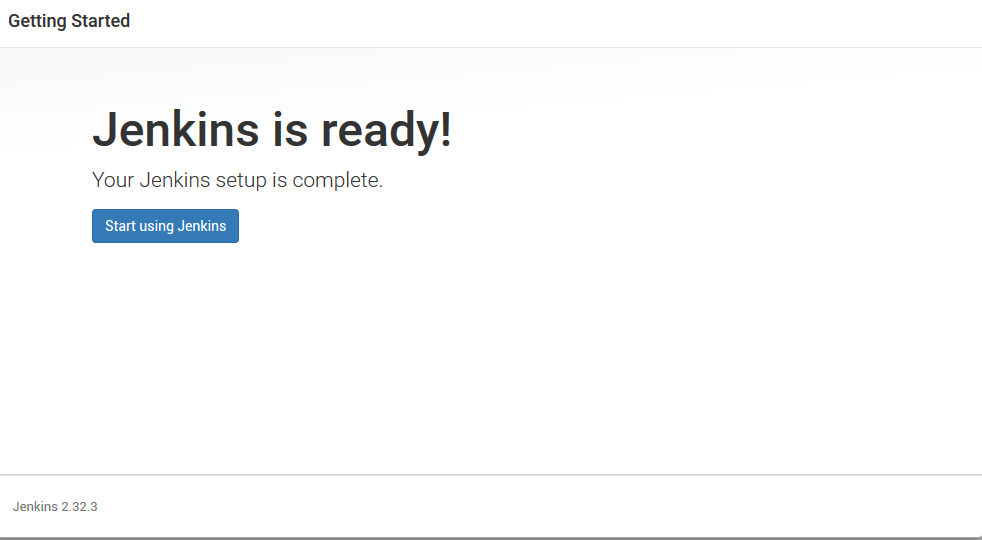 Getting Started
Jenkins is ready!
Your Jenkins setup is complete.
Start using Jenkins
Jenkins 2.32.3